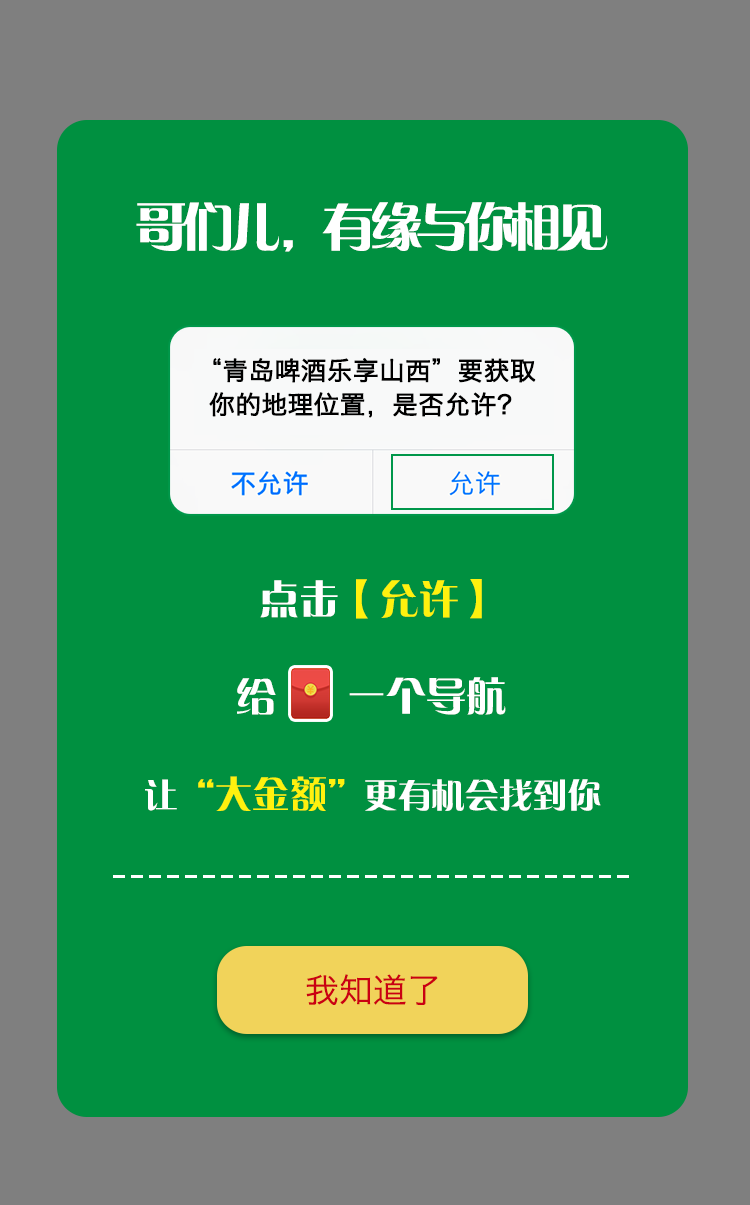 哥们儿，有缘与你相见
“青岛啤酒乐享山西”要获取
你的地理位置，是否允许？
不允许
允许
点击【允许】
给 一个导航
让“大金额”更有机会找到你
我知道了